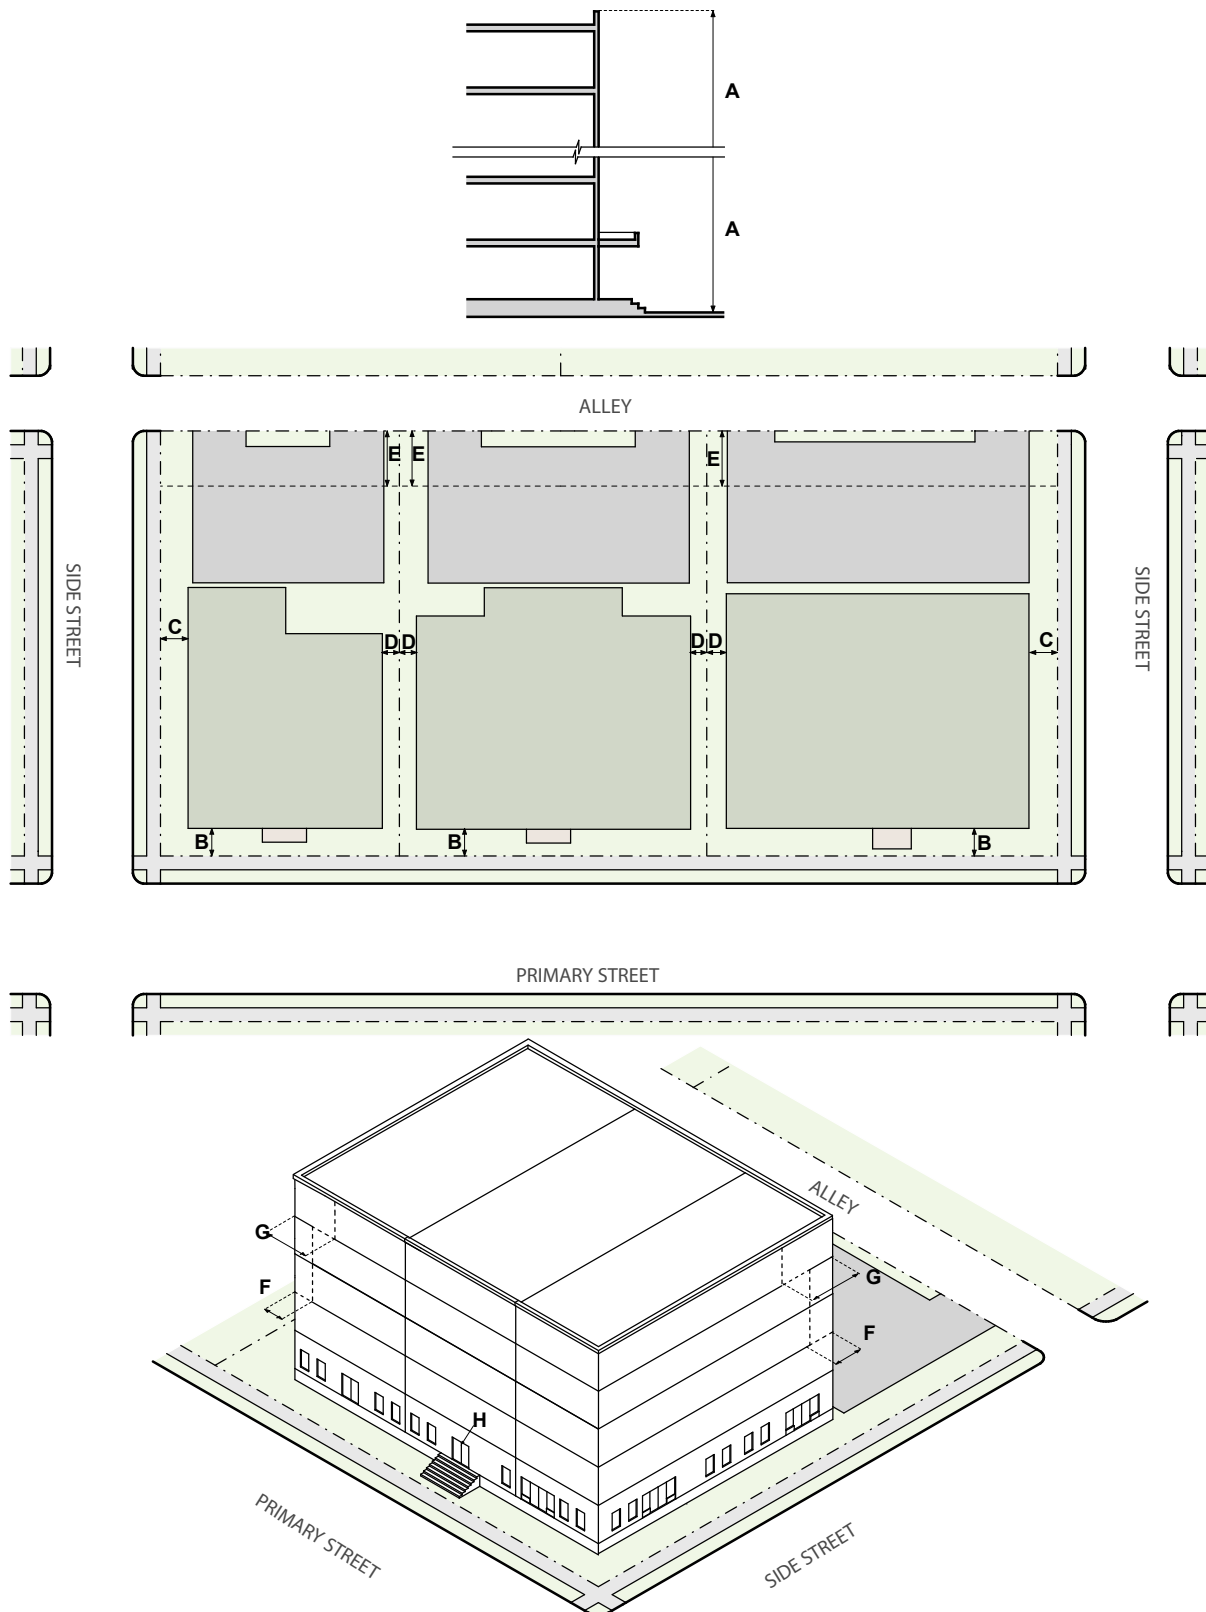 A
A
ALLEY
E E E
SIDE STREET
SIDE STREET
C D D D D C
B B B
PRIMARY STREET
ALLEY
G
G
F
F
H
PRIMARY STREET
SIDE STREET